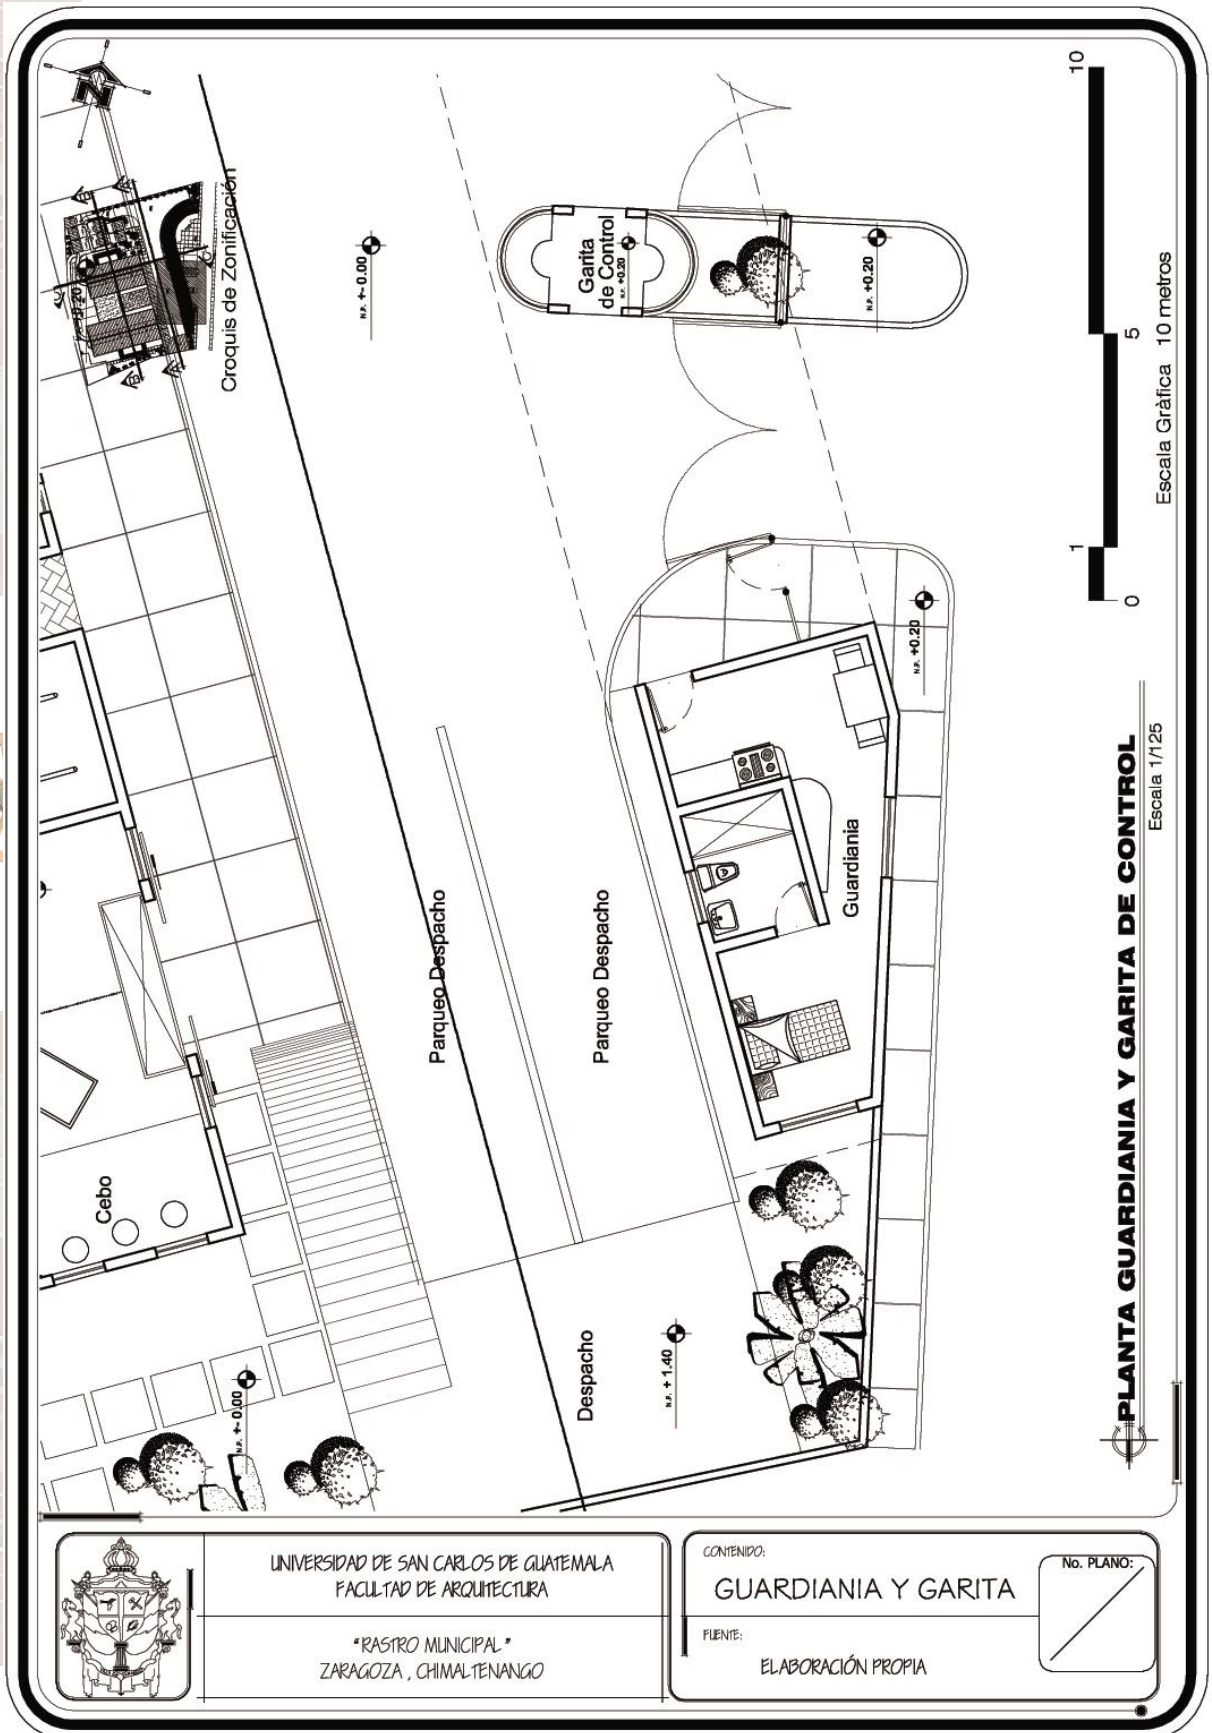 Croquis de Zonificación
N.P. +-0.00
Garita
de Control
N.P. +0.20
N.P. +0.20
Parqueo Despacho
Parqueo Despacho
Guardiania
N.P. +0.20
Cebo
Despacho
N.P. +1.40
N.P. +-0.00
10
5
1
0
Escala Gràfica 10 metros
PLANTA GUARDIANIA Y GARITA DE CONTROL
Escala 1/125
UNIVERSIDAD DE SAN CARLOS DE GUATEMALA
FACULTAD DE ARQUITECTURA
"RASTRO MUNICIPAL"
ZARAGOZA , CHIMALTENANGO
CONTENIDO:
GUARDIANIA Y GARITA
FUENTE:
ELABORACIÓN PROPIA
No. PLANO:
N